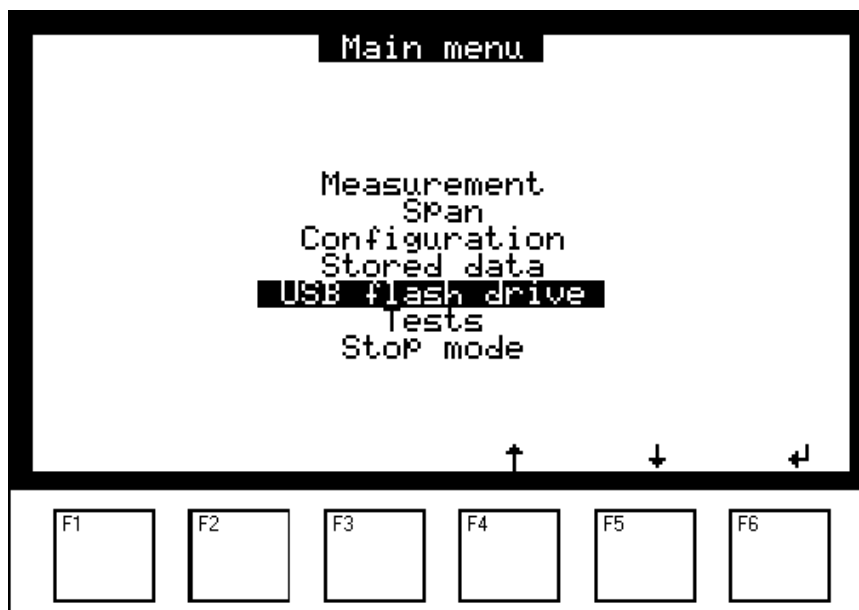 Main menu
Measurement
Span
Configuration
Stored data
USB flash drive
Tests
Stop mode
↑ ↓ ↵
F1 F2 F3 F4 F5 F6